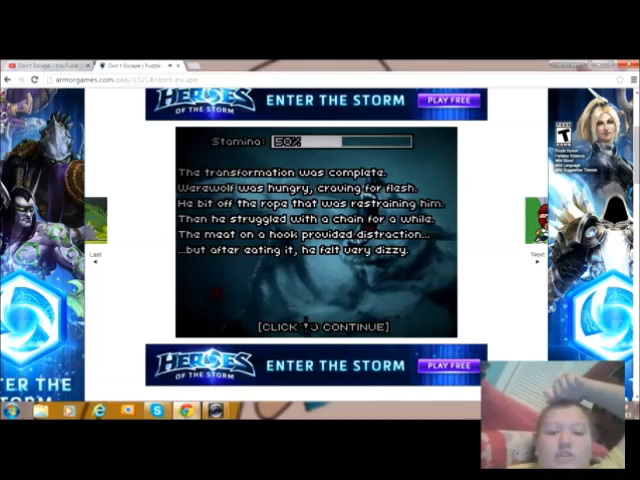 Don't Escape - YouTube
Don't Escape | Puzzle
armorgames.com/play/15214/dont-escape
HEROES OF THE STORM ENTER THE STORM PLAY FREE
Stamina: 50%
The transformation was complete.
Werewolf was hungry, craving for flesh.
He bit off the rope that was restraining him.
Then he struggled with a chain for a while.
The meat on a hook provided distraction...
...but after eating it, he felt very dizzy.
[CLICK TO CONTINUE]
Last
Next
HEROES OF THE STORM ENTER THE STORM PLAY FREE
THE
RM